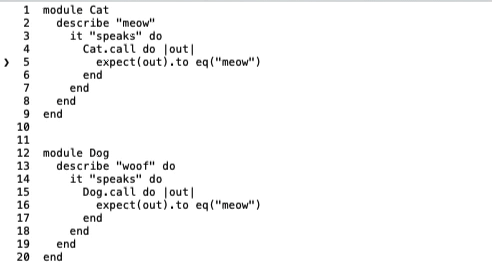 1 module Cat
2   describe "meow"
3     it "speaks" do
4       Cat.call do |out|
❯ 5         expect(out).to eq("meow")
6       end
7     end
8   end
9 end
10
11
12 module Dog
13   describe "woof" do
14     it "speaks" do
15       Dog.call do |out|
16         expect(out).to eq("meow")
17       end
18     end
19   end
20 end